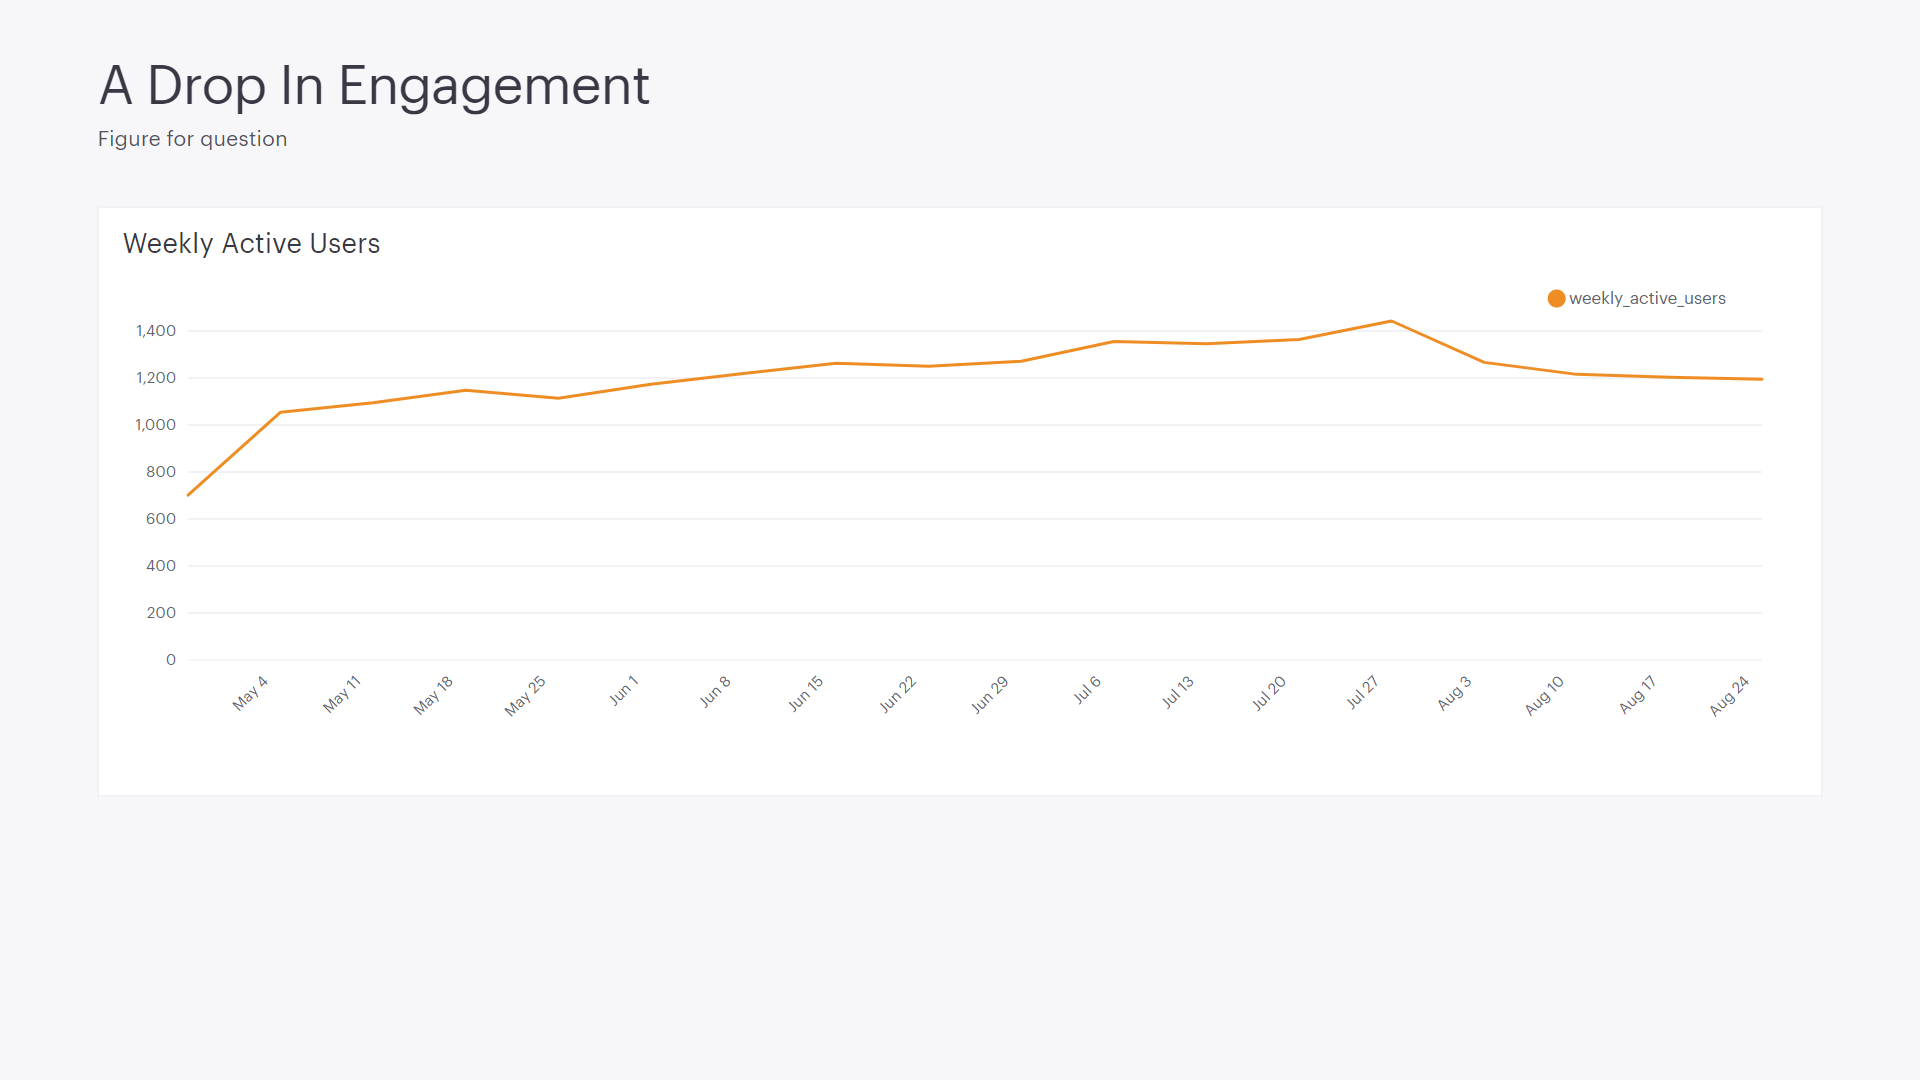 A Drop In Engagement
Figure for question
Weekly Active Users
weekly_active_users
1,400
1,200
1,000
800
600
400
200
0
May 4
May 11
May 18
May 25
Jun 1
Jun 8
Jun 15
Jun 22
Jun 29
Jul 6
Jul 13
Jul 20
Jul 27
Aug 3
Aug 10
Aug 17
Aug 24